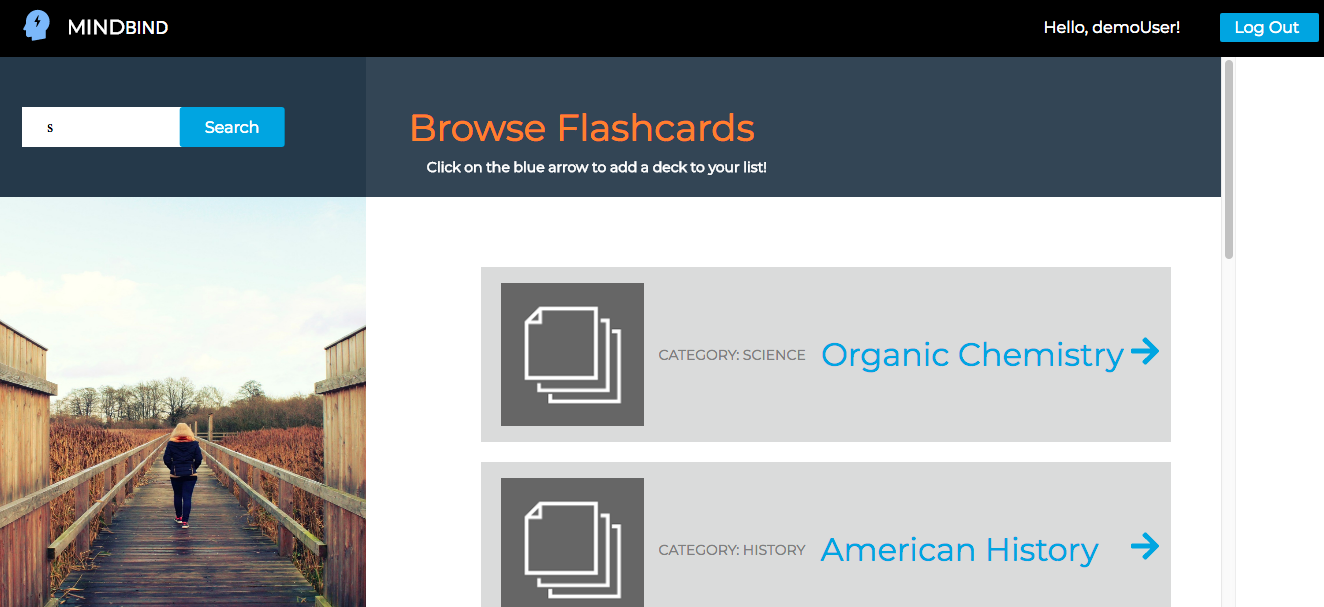 MINDBIND
Hello, demoUser!
Log Out
s
Search
Browse Flashcards
Click on the blue arrow to add a deck to your list!
CATEGORY: SCIENCE
Organic Chemistry
CATEGORY: HISTORY
American History